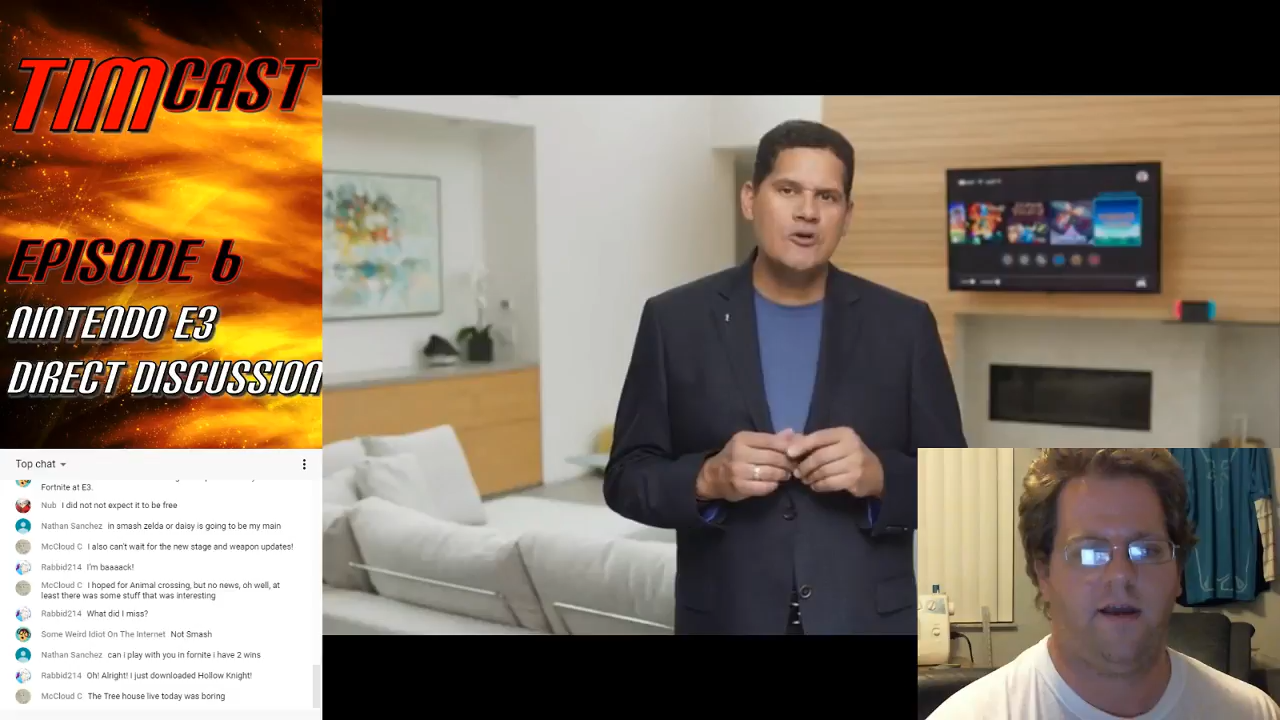 TIMCAST
EPISODE 6
NINTENDO E3
DIRECT DISCUSSION
Top chat
Fortnite at E3.
Nub I did not not expect it to be free
Nathan Sanchez in smash zelda or daisy is going to be my main
McCloud C I also can't wait for the new stage and weapon updates!
Rabbid214 I'm baaaack!
McCloud C I hoped for Animal crossing, but no news, oh well, at
least there was some stuff that was interesting
Rabbid214 What did I miss?
Some Weird Idiot On The Internet Not Smash
Nathan Sanchez can i play with you in fornite i have 2 wins
Rabbid214 Oh! Alright! I just downloaded Hollow Knight!
McCloud C The Tree house live today was boring